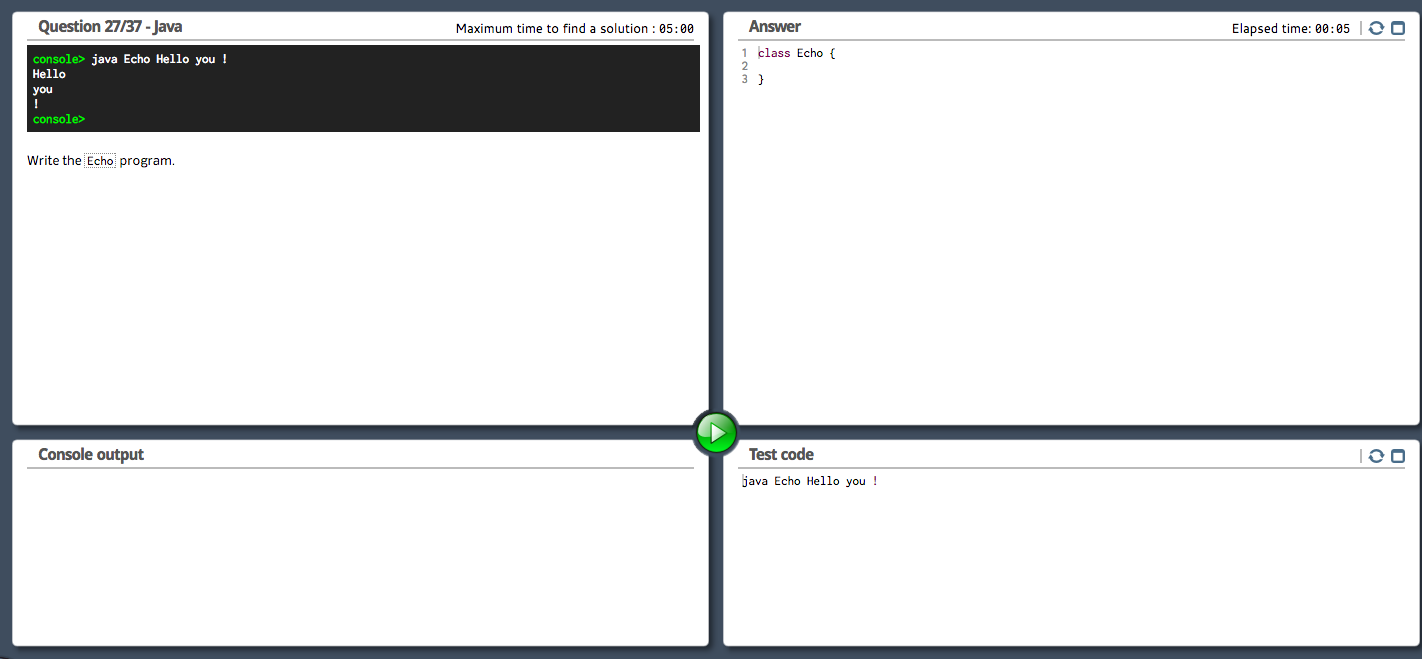 Question 27/37 - Java
Maximum time to find a solution : 05:00
console> java Echo Hello you !
Hello
you
!
console>
Write the Echo program.
Answer
Elapsed time: 00:05
1 class Echo {
2
3 }
Console output
Test code
java Echo Hello you !